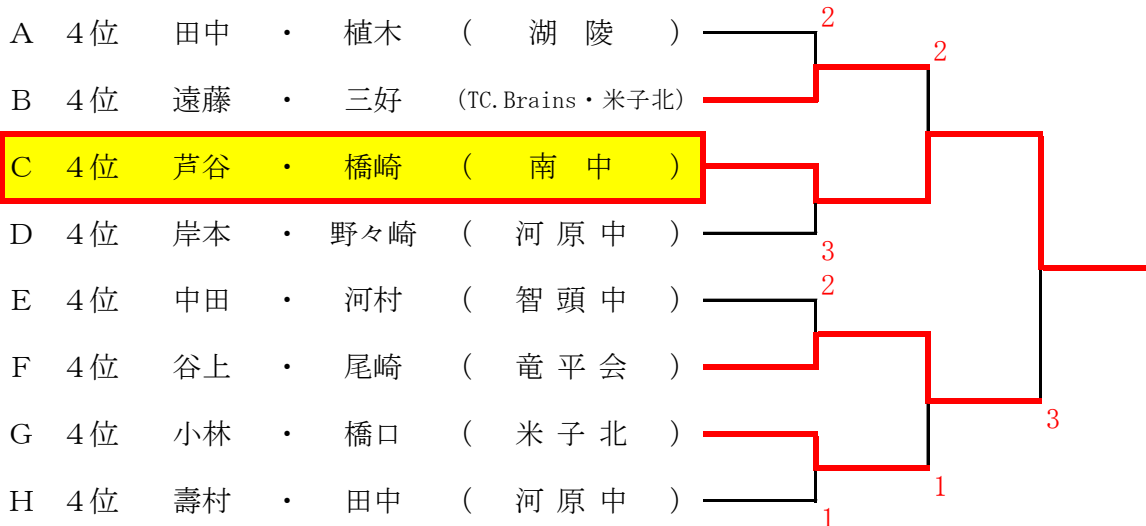 A ４位 田中 ・ 植木 ( 湖 陵 ) 2
2
B ４位 遠藤 ・ 三好 (TC.Brains・米子北)
C ４位 芦谷 ・ 橋崎 ( 南 中 )
D ４位 岸本 ・ 野々崎 ( 河 原 中 ) 3
E ４位 中田 ・ 河村 ( 智 頭 中 ) 2
F ４位 谷上 ・ 尾崎 ( 竜 平 会 )
3
G ４位 小林 ・ 橋口 ( 米 子 北 )
1
H ４位 壽村 ・ 田中 ( 河 原 中 ) 1